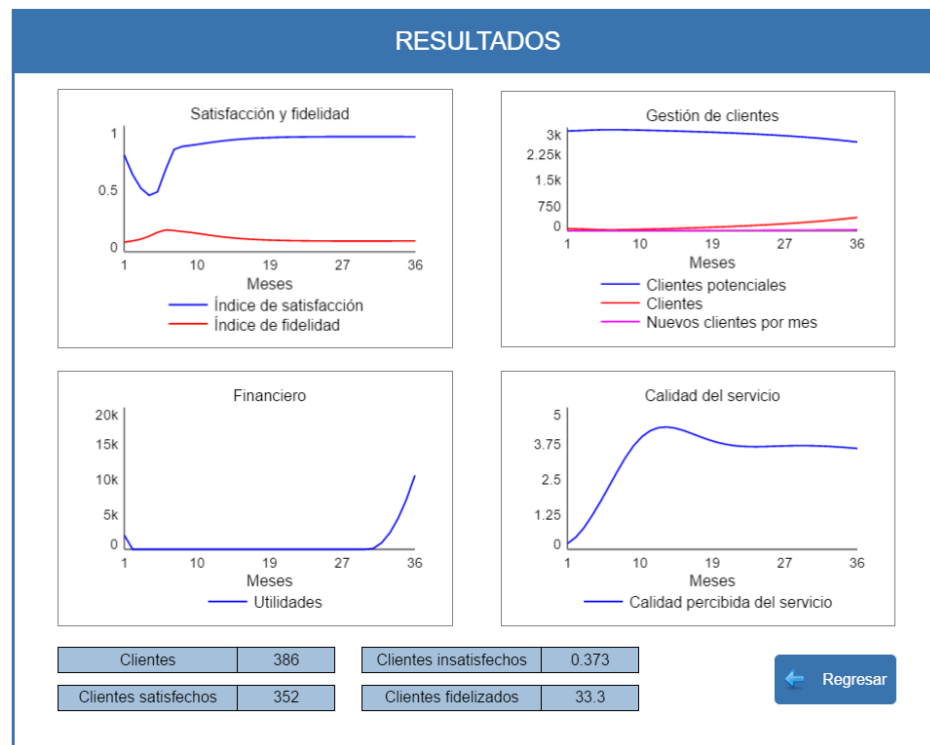 RESULTADOS
Satisfacción y fidelidad
1
0.5
0
1 10 19 27 36
Meses
Índice de satisfacción
Índice de fidelidad
Gestión de clientes
3k
2.25k
1.5k
750
0
1 10 19 27 36
Meses
Clientes potenciales
Clientes
Nuevos clientes por mes
Financiero
20k
15k
10k
5k
0
1 10 19 27 36
Meses
Utilidades
Calidad del servicio
5
3.75
2.5
1.25
0
1 10 19 27 36
Meses
Calidad percibida del servicio
Clientes 386
Clientes insatisfechos 0.373
Clientes satisfechos 352
Clientes fidelizados 33.3
Regresar